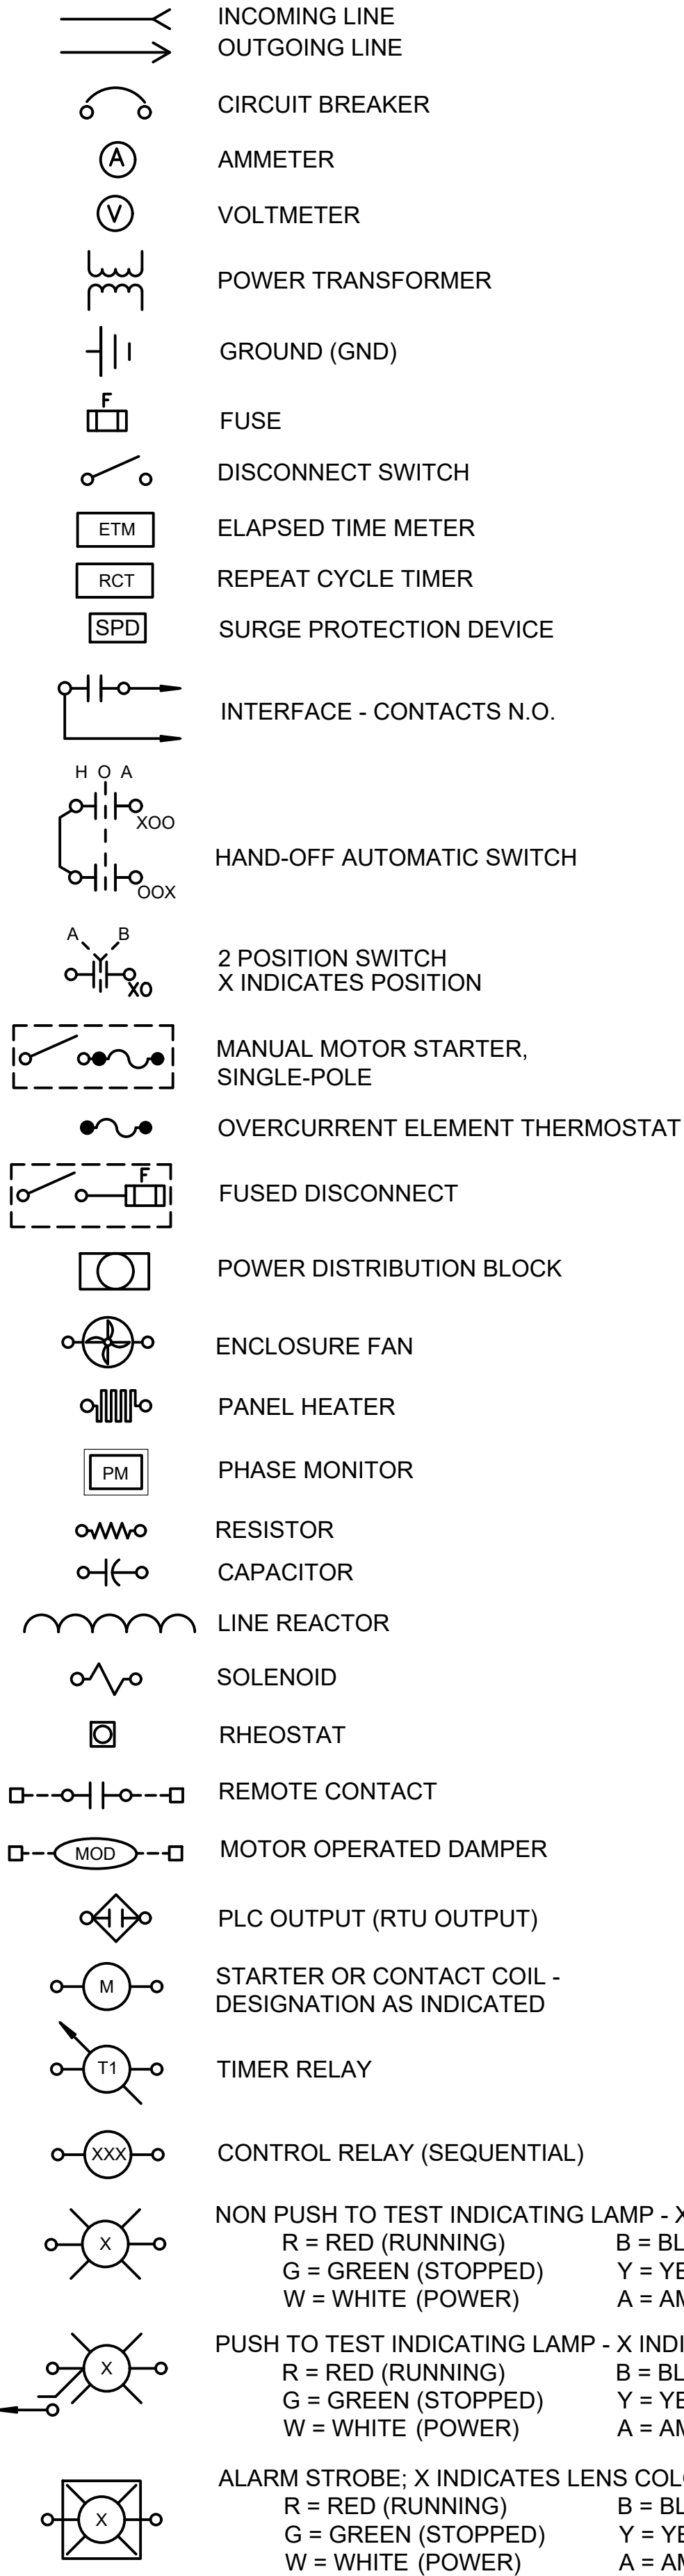 INCOMING LINE
OUTGOING LINE
CIRCUIT BREAKER
A
AMMETER
V
VOLTMETER
POWER TRANSFORMER
GROUND (GND)
F
FUSE
DISCONNECT SWITCH
ETM ELAPSED TIME METER
RCT REPEAT CYCLE TIMER
SPD SURGE PROTECTION DEVICE
INTERFACE - CONTACTS N.O.
H O A
XOO
HAND-OFF AUTOMATIC SWITCH
OOX
A B
2 POSITION SWITCH
XO X INDICATES POSITION
MANUAL MOTOR STARTER,
SINGLE-POLE
OVERCURRENT ELEMENT THERMOSTAT
F
FUSED DISCONNECT
POWER DISTRIBUTION BLOCK
ENCLOSURE FAN
PANEL HEATER
PM PHASE MONITOR
RESISTOR
CAPACITOR
LINE REACTOR
SOLENOID
RHEOSTAT
REMOTE CONTACT
MOD MOTOR OPERATED DAMPER
PLC OUTPUT (RTU OUTPUT)
M
STARTER OR CONTACT COIL -
DESIGNATION AS INDICATED
T1 TIMER RELAY
XXX CONTROL RELAY (SEQUENTIAL)
NON PUSH TO TEST INDICATING LAMP - X
X
R = RED (RUNNING) B =
G = GREEN (STOPPED) Y =
W = WHITE (POWER) A =
PUSH TO TEST INDICATING LAMP - X
X
R = RED (RUNNING) B =
G = GREEN (STOPPED) Y =
W = WHITE (POWER) A =
ALARM STROBE; X INDICATES LENS
X
R = RED (RUNNING) B =
G = GREEN (STOPPED) Y =
W = WHITE (POWER) A =